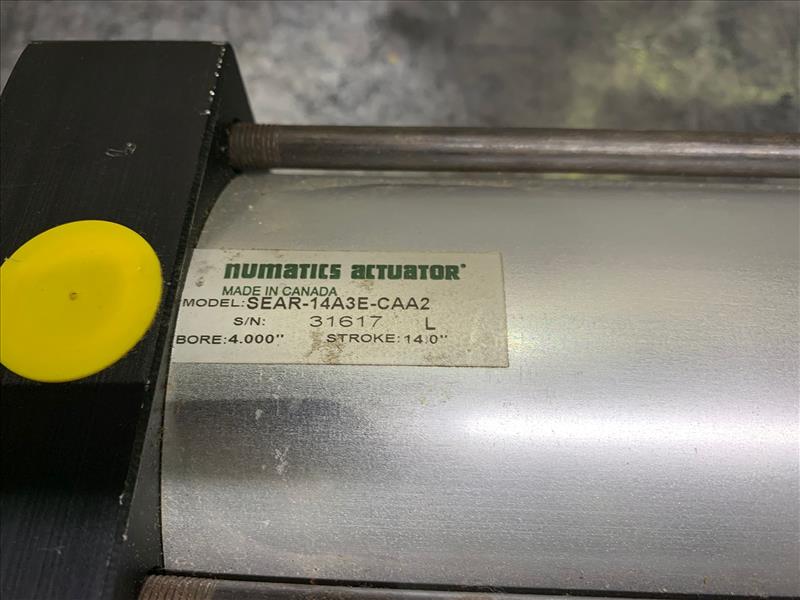 numatics actuator®
MADE IN CANADA
MODEL: SEAR-14A3E-CAA2
S/N: 31617 L
BORE: 4.000" STROKE: 14.0"